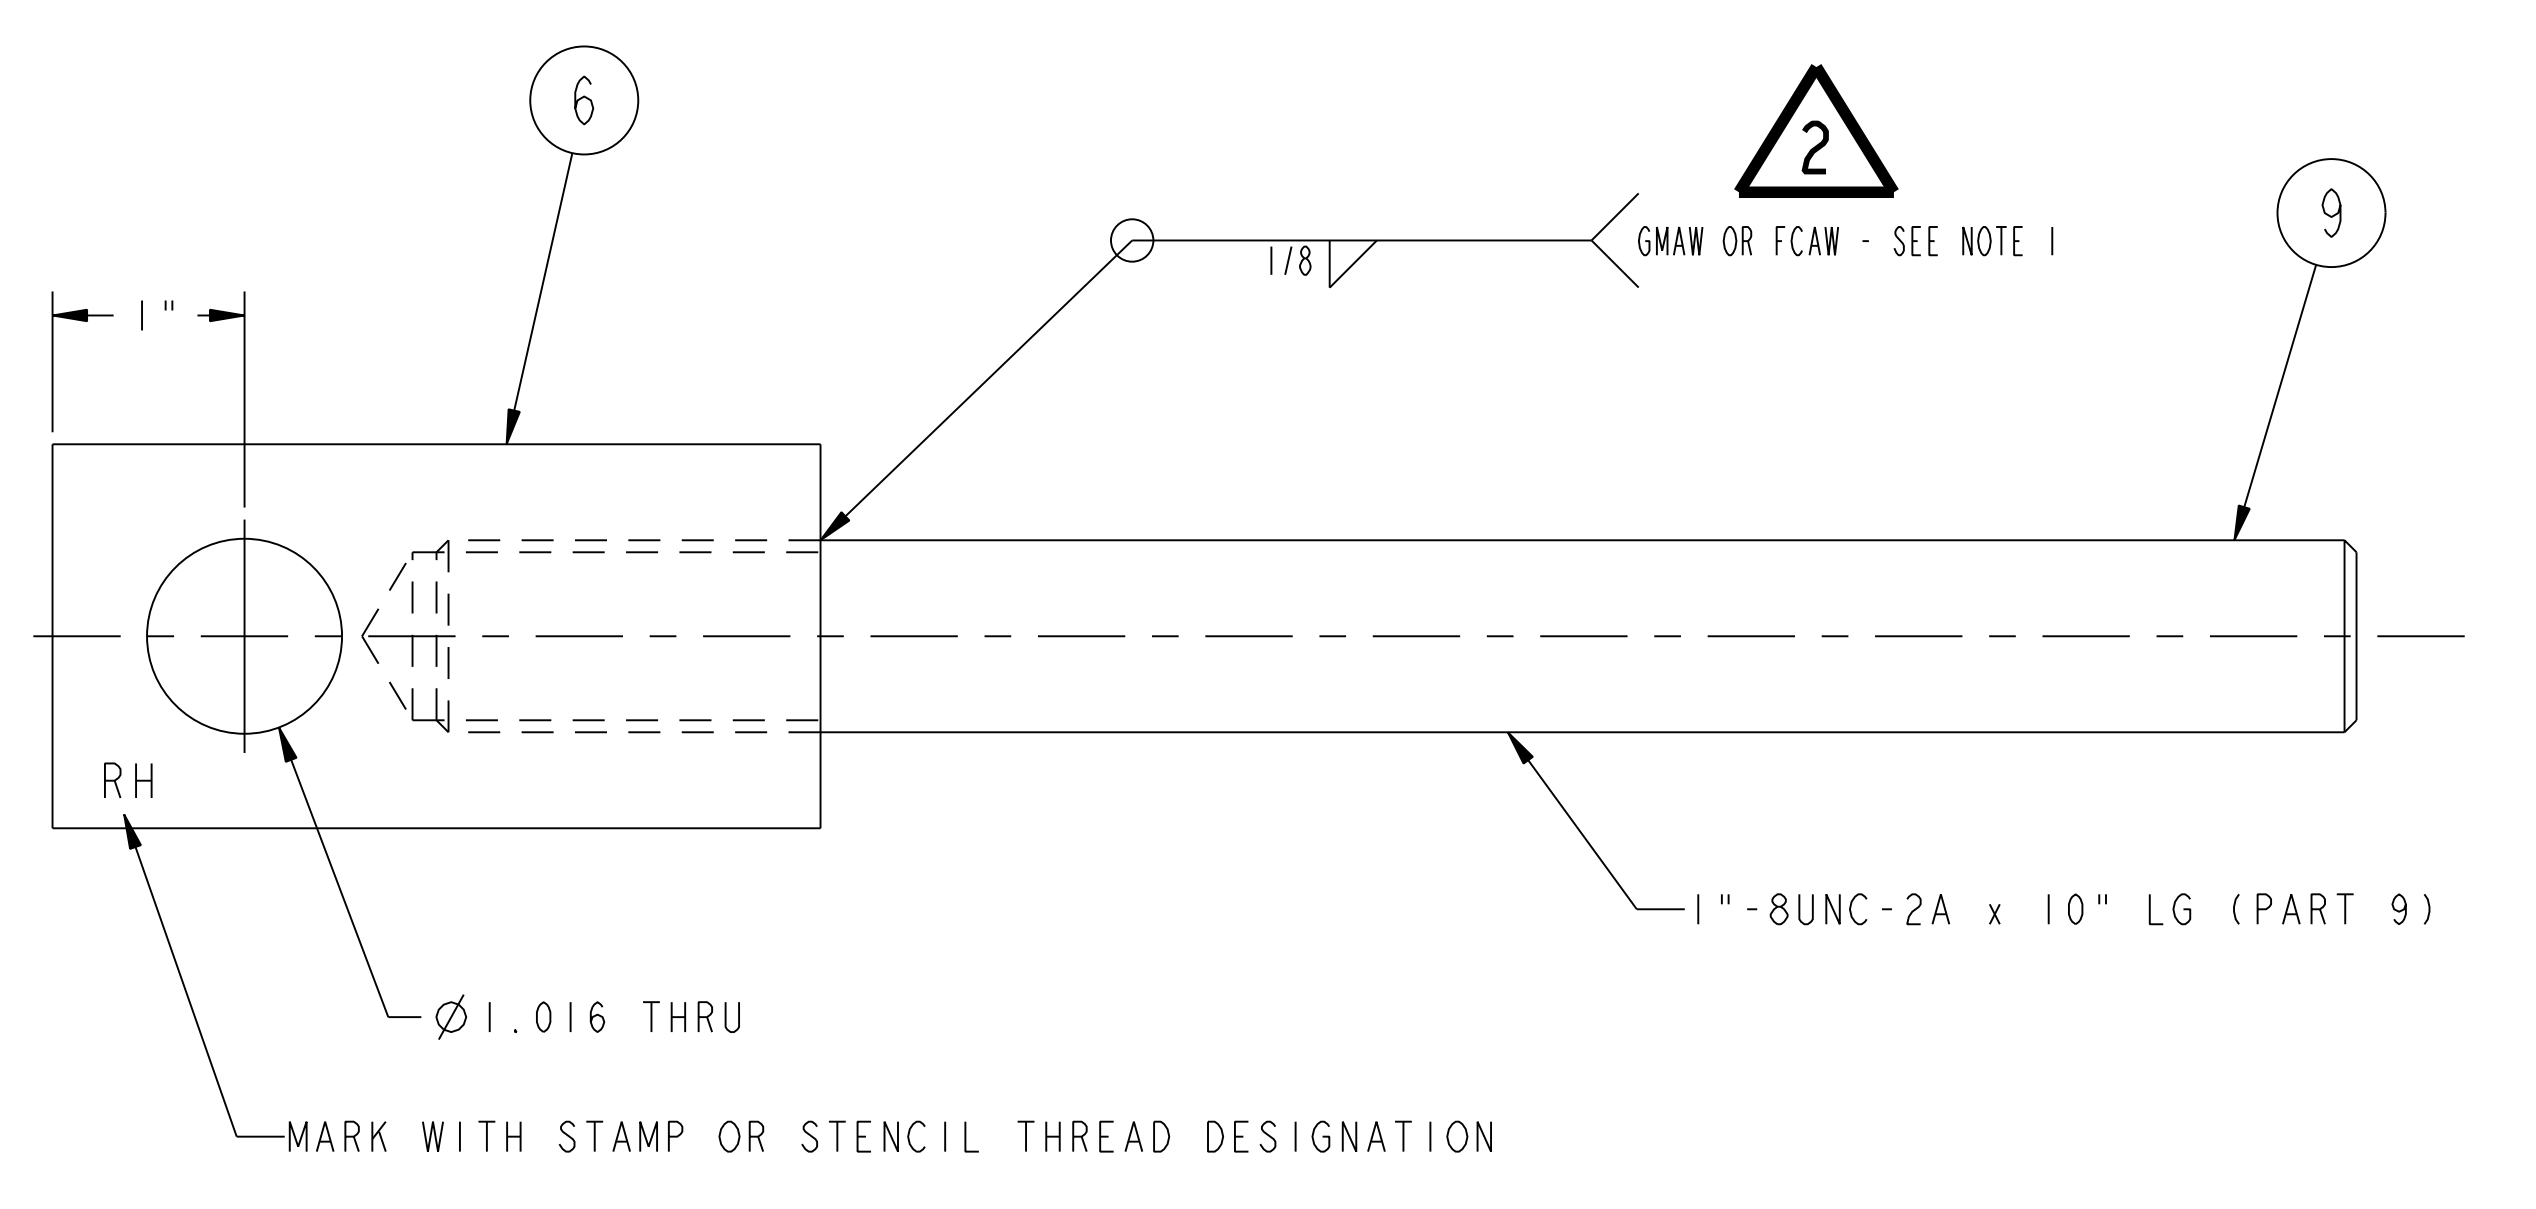 6
2
9
GMAW OR FCAW - SEE NOTE 1
1/8
1"
RH
1"-8UNC-2A x 10" LG (PART 9)
Ø1.016 THRU
MARK WITH STAMP OR STENCIL THREAD DESIGNATION